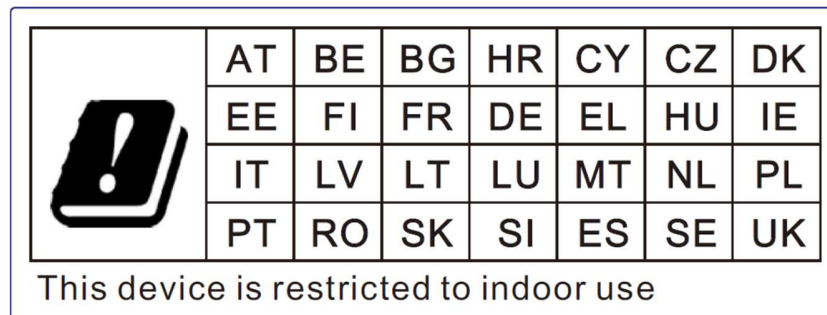 AT BE BG HR CY CZ DK
EE FI FR DE EL HU IE
IT LV LT LU MT NL PL
PT RO SK SI ES SE UK
This device is restricted to indoor use